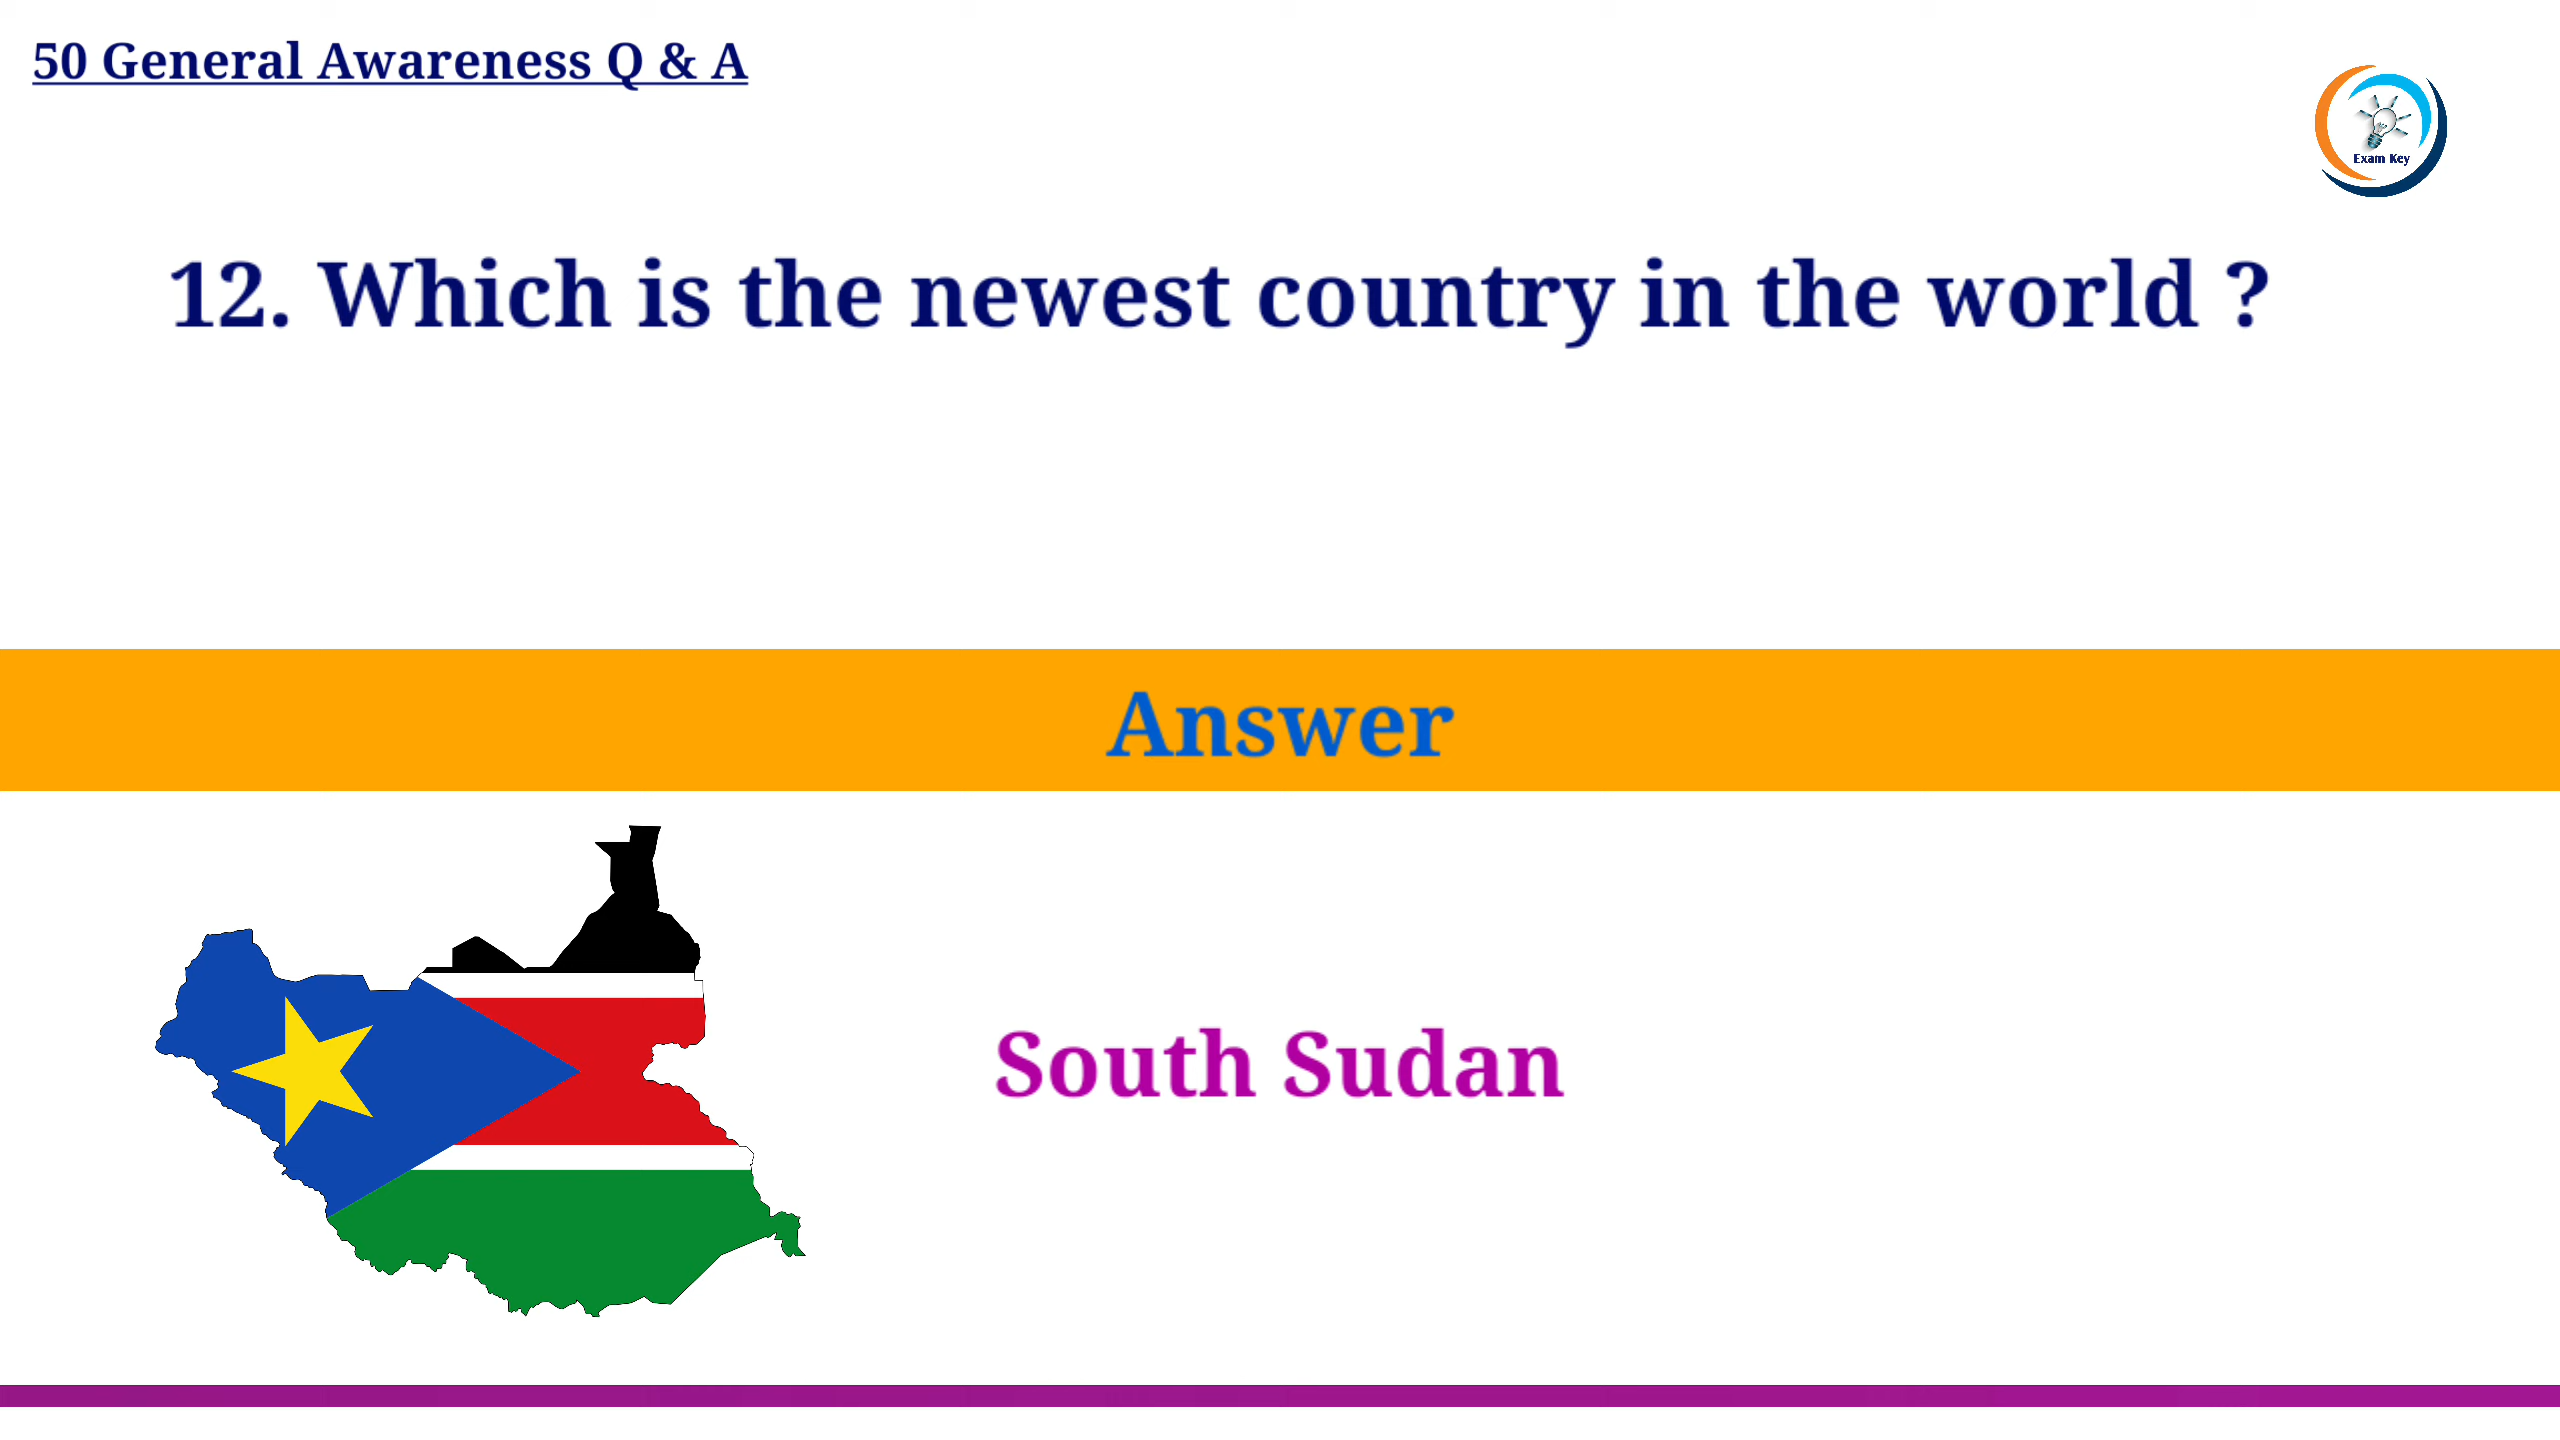 50 General Awareness Q & A
Exam Key
12. Which is the newest country in the world ?
Answer
South Sudan